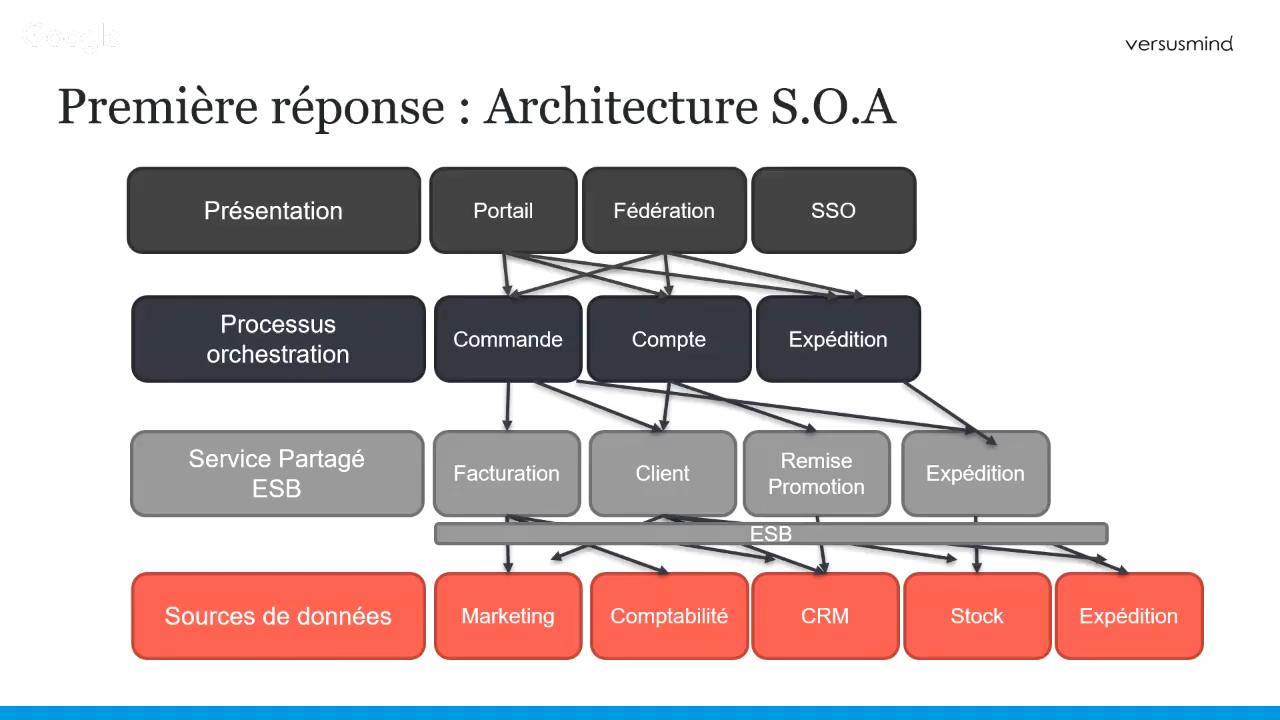 Google
versusmind
Première réponse : Architecture S.O.A
Présentation
Portail
Fédération
SSO
Processus
orchestration
Commande
Compte
Expédition
Service Partagé
ESB
Facturation
Client
Remise
Promotion
Expédition
ESB
Sources de données
Marketing
Comptabilité
CRM
Stock
Expédition